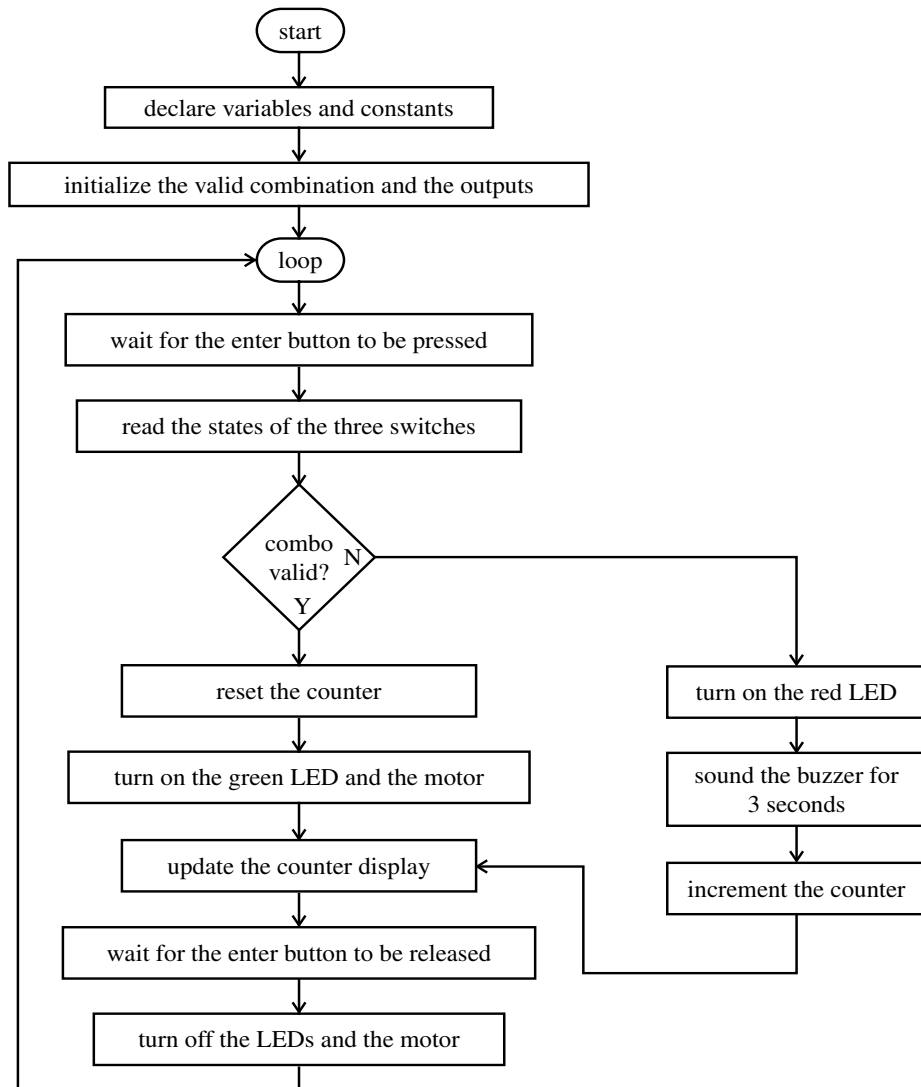 start
declare variables and constants
initialize the valid combination and the outputs
loop
wait for the enter button to be pressed
read the states of the three switches
combo
valid?
N
Y
reset the counter
turn on the green LED and the motor
update the counter display
wait for the enter button to be released
turn off the LEDs and the motor
turn on the red LED
sound the buzzer for
3 seconds
increment the counter